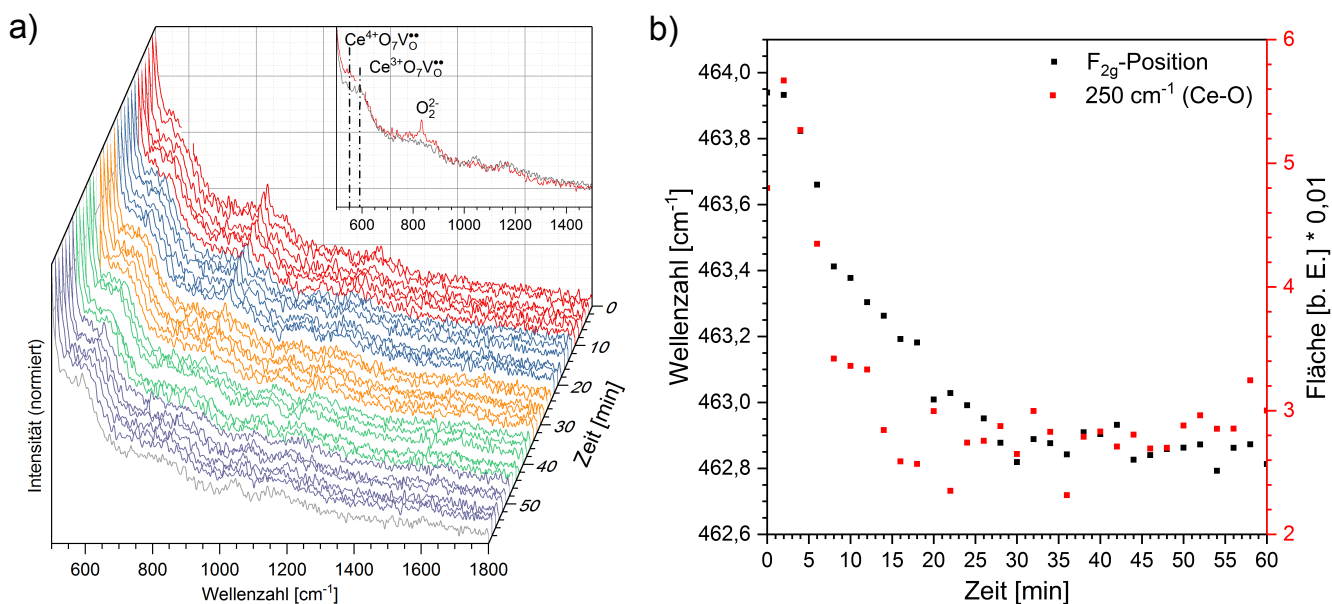 a)
Ce⁴⁺O₇V_O^••
Ce³⁺O₇V_O^••
O₂²⁻
600 800 1000 1200 1400
Intensität (normiert)
0
10
20
30
40
50
Zeit [min]
600 800 1000 1200 1400 1600 1800
Wellenzahl [cm⁻¹]
b)
F₂g-Position
250 cm⁻¹ (Ce-O)
464,0
463,8
463,6
463,4
463,2
463,0
462,8
462,6
Wellenzahl [cm⁻¹]
6
5
4
3
2
Fläche [b. E.] * 0,01
0 5 10 15 20 25 30 35 40 45 50 55 60
Zeit [min]